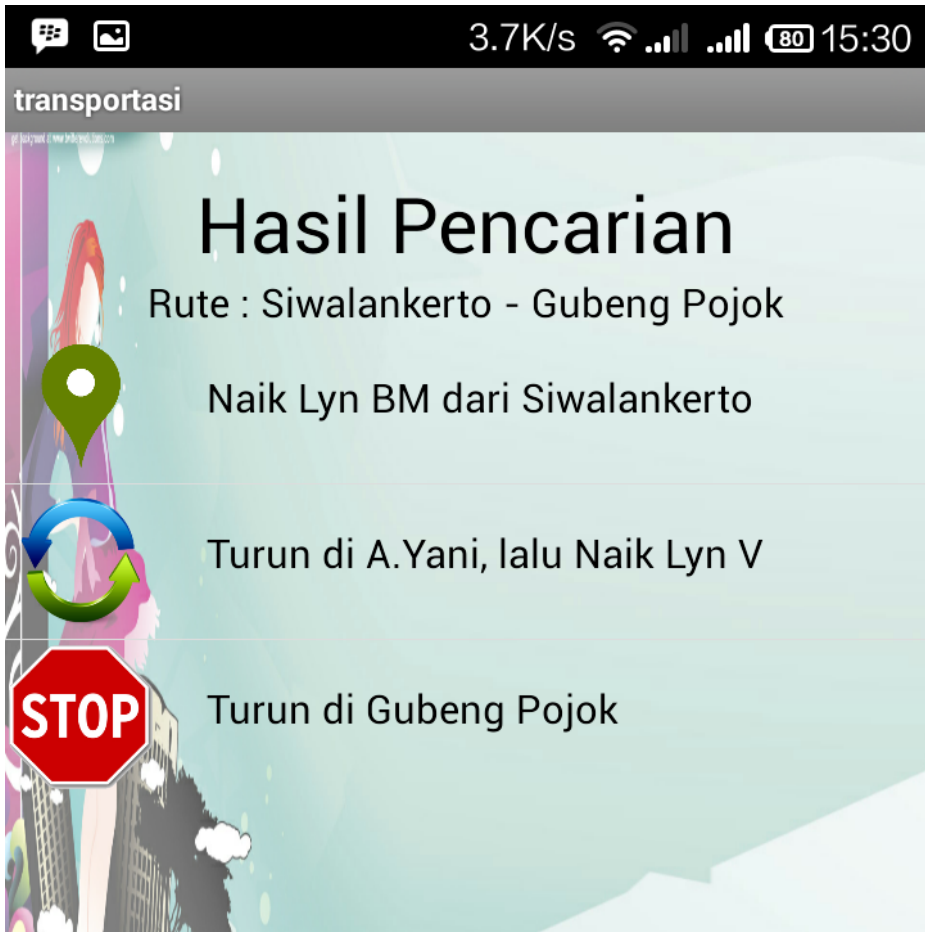 3.7K/s 80 15:30
transportasi
Hasil Pencarian
Rute : Siwalankerto - Gubeng Pojok
Naik Lyn BM dari Siwalankerto
Turun di A.Yani, lalu Naik Lyn V
STOP Turun di Gubeng Pojok